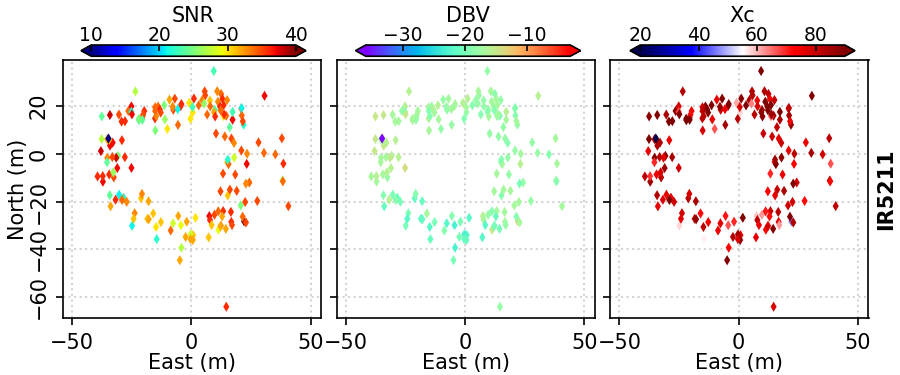 SNR DBV Xc
10 20 30 40 −30 −20 −10 20 40 60 80
20
0
−20
−40
−60
North (m)
−50 0 50 −50 0 50 −50 0 50
East (m) East (m) East (m)
IR5211